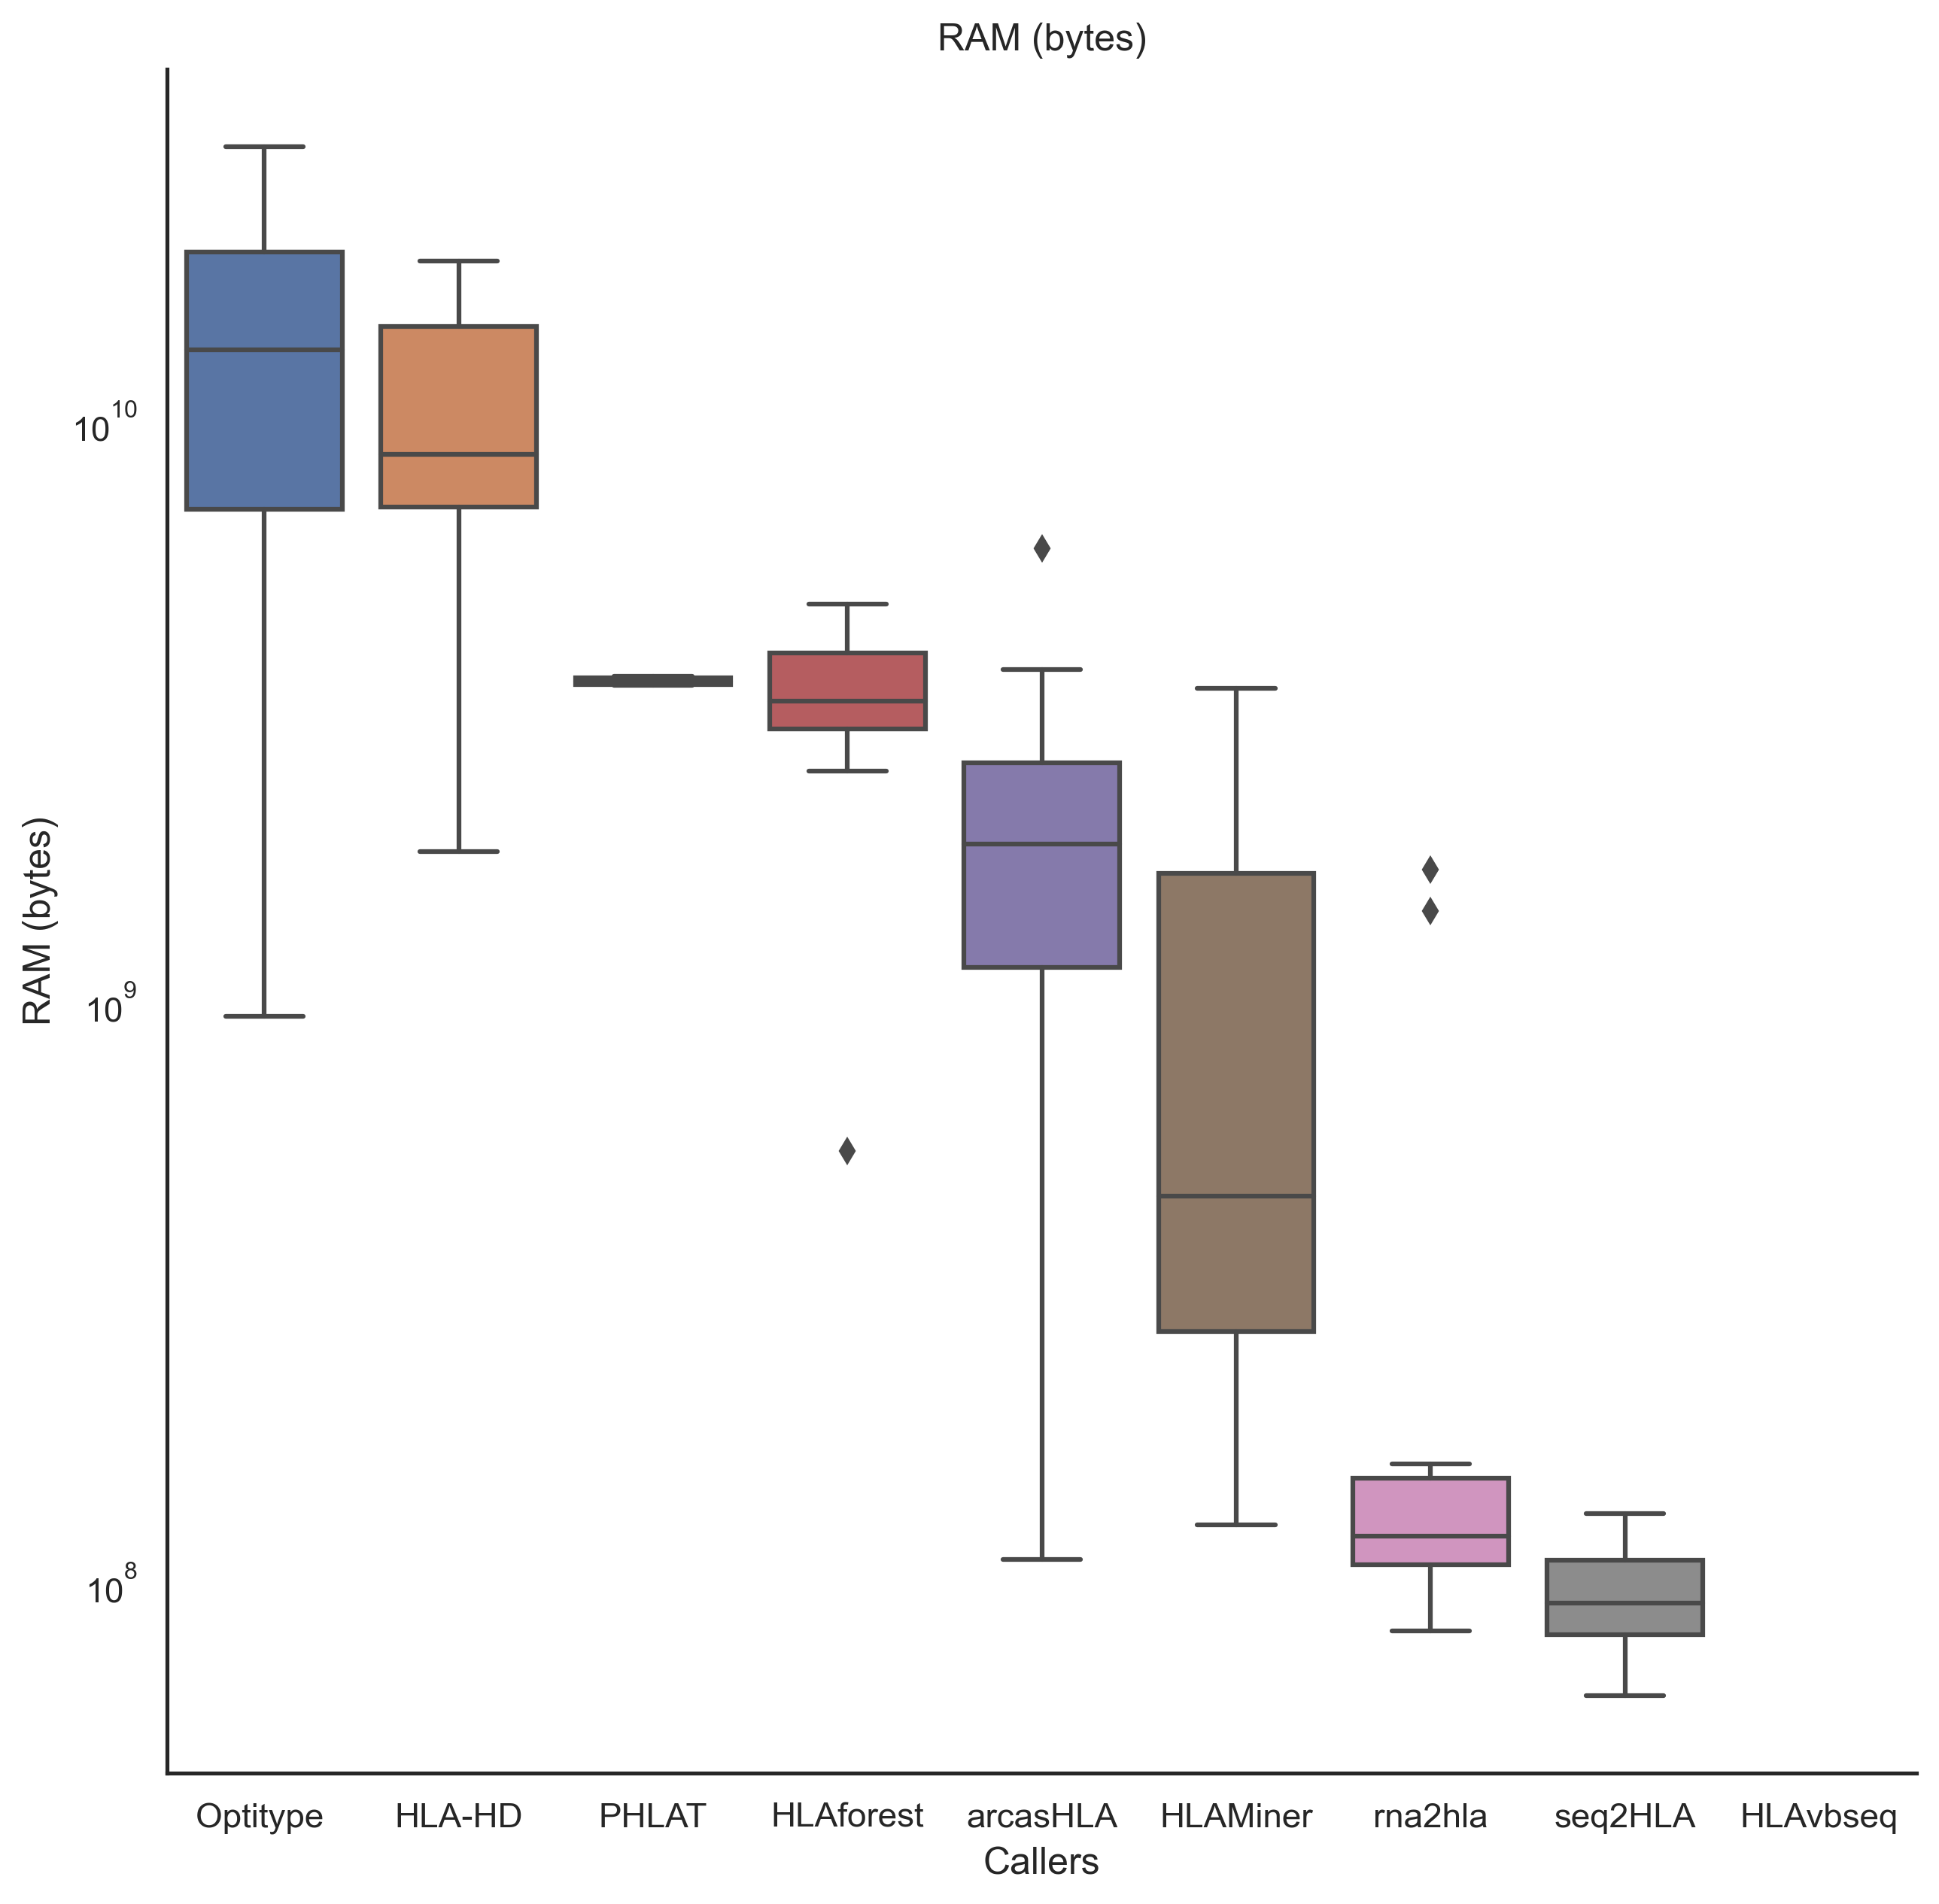 RAM (bytes)
RAM (bytes)
10^10
10^9
10^8
Optitype HLA-HD PHLAT HLAforest arcasHLA HLAMiner rna2hla seq2HLA HLAvbseq
Callers